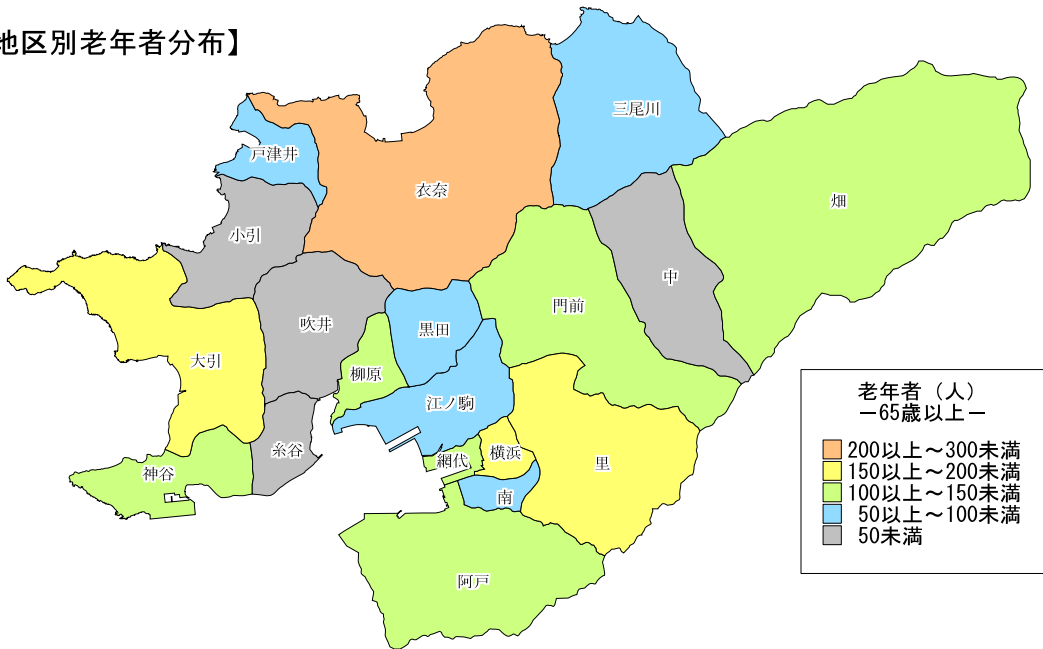 地区別老年者分布】
三尾川
戸津井
衣奈
畑
小引
中
門前
吹井
黒田
大引
柳原
江ノ駒
糸谷
網代
横浜
里
神谷
南
阿戸
老年者（人）
－65歳以上－
200以上～300未満
150以上～200未満
100以上～150未満
50以上～100未満
50未満